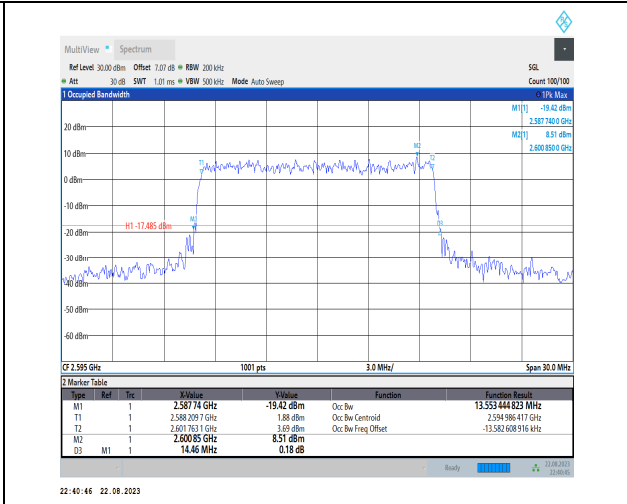 MultiView Spectrum
Ref Level 30.00 dBm Offset 7.07 dB RBW 200 kHz SGL
Att 30 dB SWT 1.01 ms VBW 500 kHz Mode Auto Sweep Count 100/100
1 Occupied Bandwidth 1Pk Max
M1[1] -19.42 dBm
2.587 740 0 GHz
M2[1] 8.51 dBm
2.600 850 0 GHz
20 dBm
10 dBm
M2
T1 T2
0 dBm
-10 dBm
H1 -17.485 dBm
-20 dBm
-30 dBm
-40 dBm
-50 dBm
-60 dBm
CF 2.595 GHz 1001 pts 3.0 MHz/ Span 30.0 MHz
2 Marker Table
Type Ref Trc X-Value Y-Value Function Function Result
M1 1 2.587 74 GHz -19.42 dBm Occ Bw 13.553 444 823 MHz
T1 1 2.588 209 7 GHz 1.88 dBm Occ Bw Centroid 2.594 986 417 GHz
T2 1 2.601 763 1 GHz 3.69 dBm Occ Bw Freq Offset -13.582 608 916 kHz
M2 1 2.600 85 GHz 8.51 dBm
D3 M1 1 14.46 MHz 0.18 dB
Ready 22.08.2023
22:40:45
22:40:46 22.08.2023